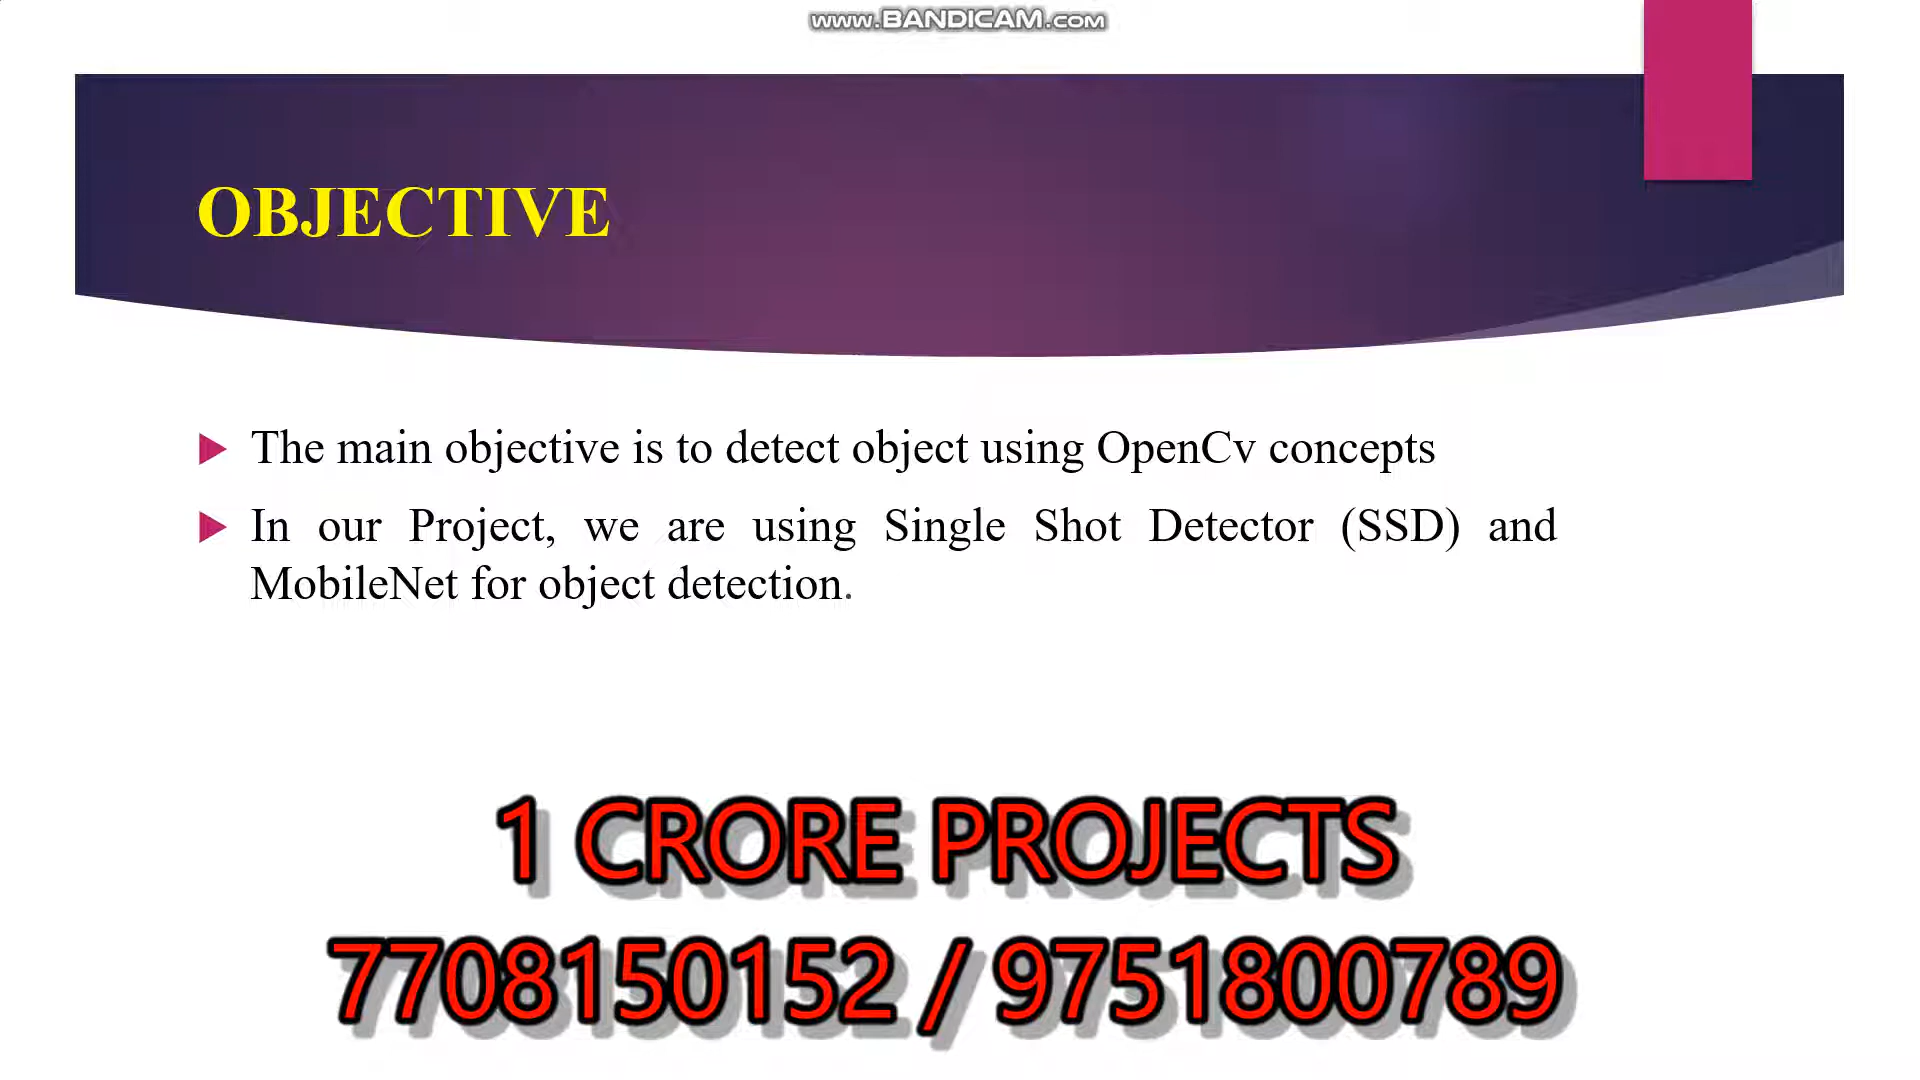 www.BANDICAM.com
OBJECTIVE
The main objective is to detect object using OpenCv concepts
In our Project, we are using Single Shot Detector (SSD) and
MobileNet for object detection.
1 CRORE PROJECTS
7708150152 / 9751800789